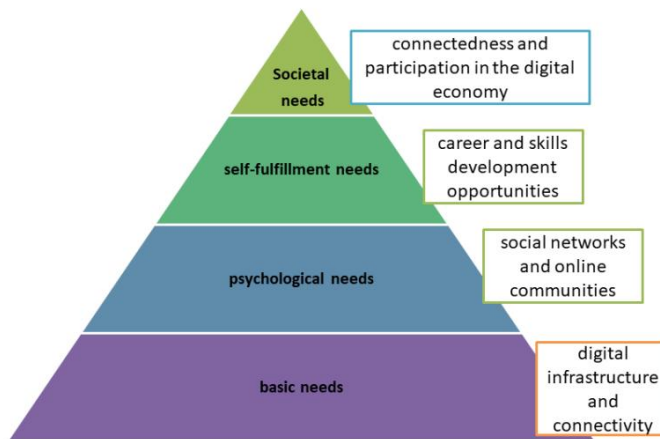 Societal
needs
connectedness and
participation in the digital
economy
self-fulfillment needs
career and skills
development
opportunities
psychological needs
social networks
and online
communities
basic needs
digital
infrastructure
and
connectivity